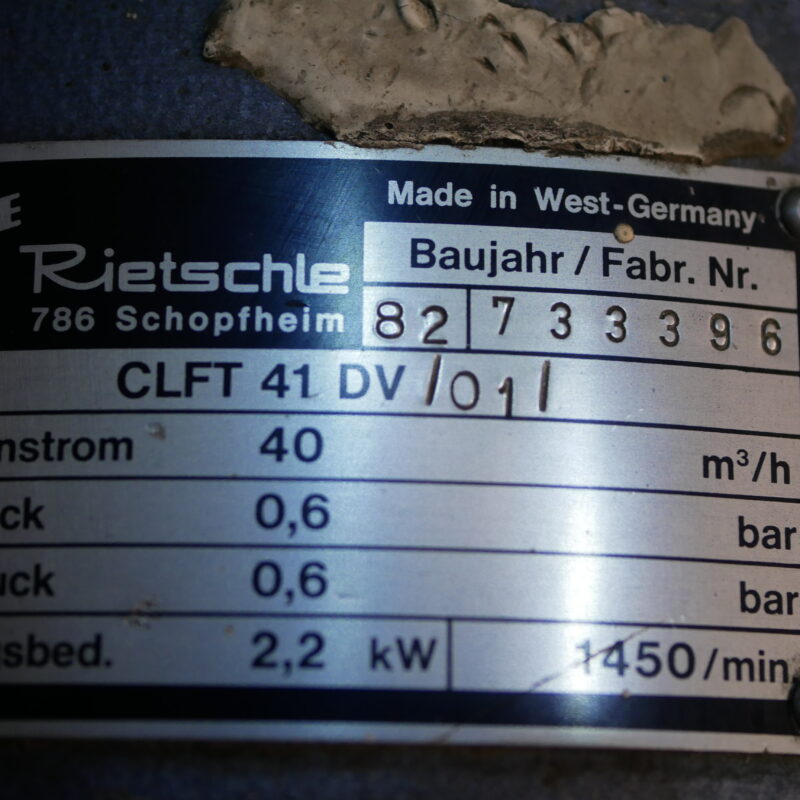 Made in West-Germany
Rietschle
786 Schopfheim
Baujahr / Fabr. Nr.
82 733396
CLFT 41 DV /01/
nstrom 40 m³/h
ck 0,6 bar
uck 0,6 bar
gsbed. 2,2 kW 1450/min